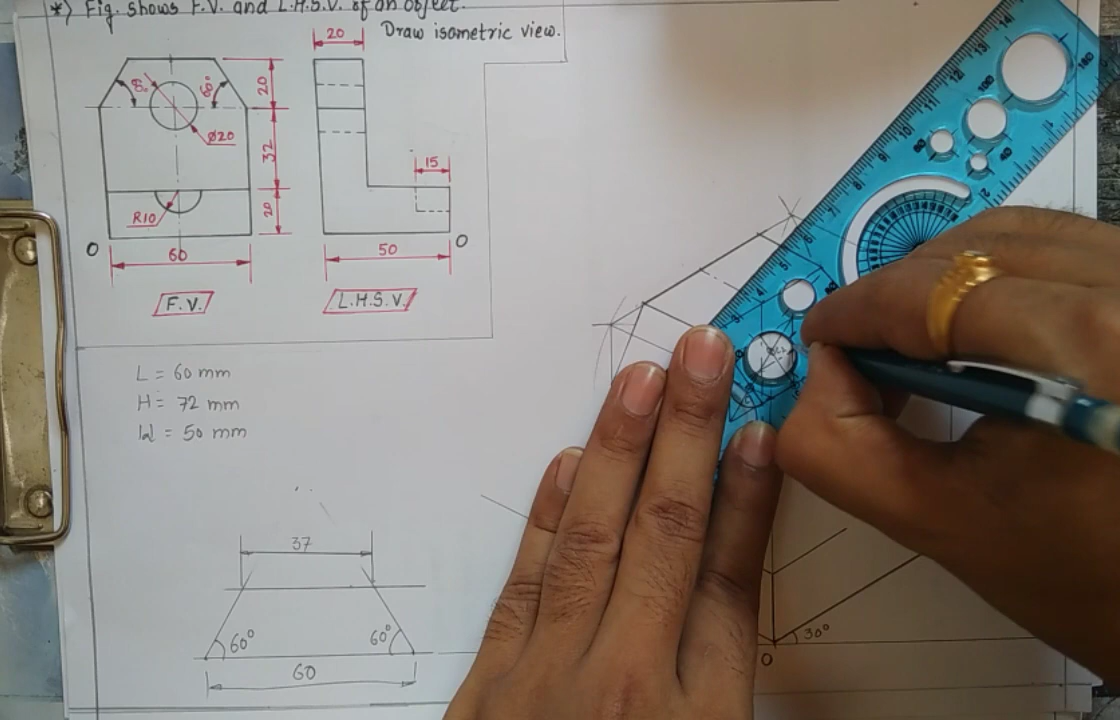 *) Fig. shows F.V. and L.H.S.V. of an object.
Draw isometric view.
20
60°
20
Ø20
32
15
R10
20
O
60
50
O
F.V.
L.H.S.V.
L = 60 mm
H = 72 mm
W = 50 mm
37
60°
60°
60
30°
O